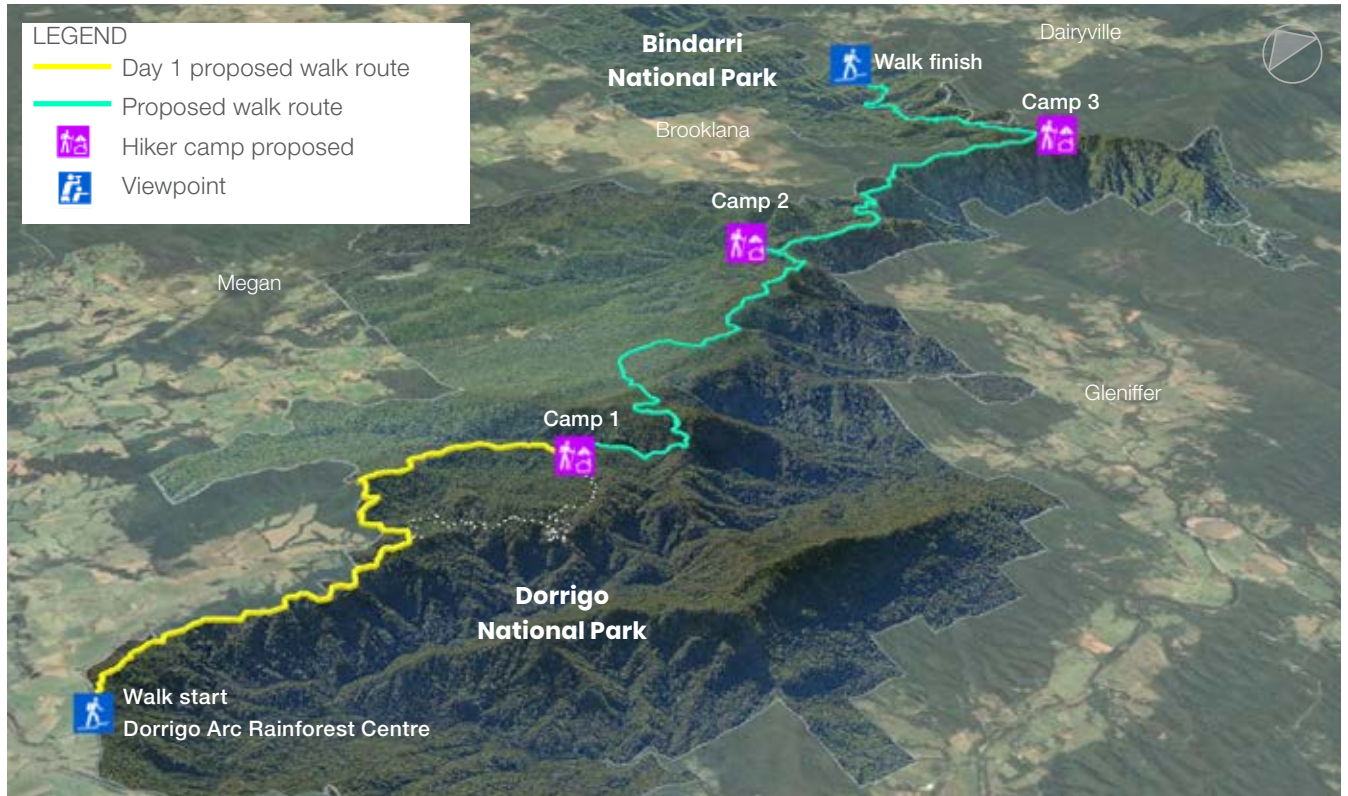 LEGEND
Day 1 proposed walk route
Proposed walk route
Hiker camp proposed
Viewpoint
Bindarri
National Park
Dairyville
Walk finish
Camp 3
Brooklana
Camp 2
Megan
Gleniffer
Camp 1
Dorrigo
National Park
Walk start
Dorrigo Arc Rainforest Centre